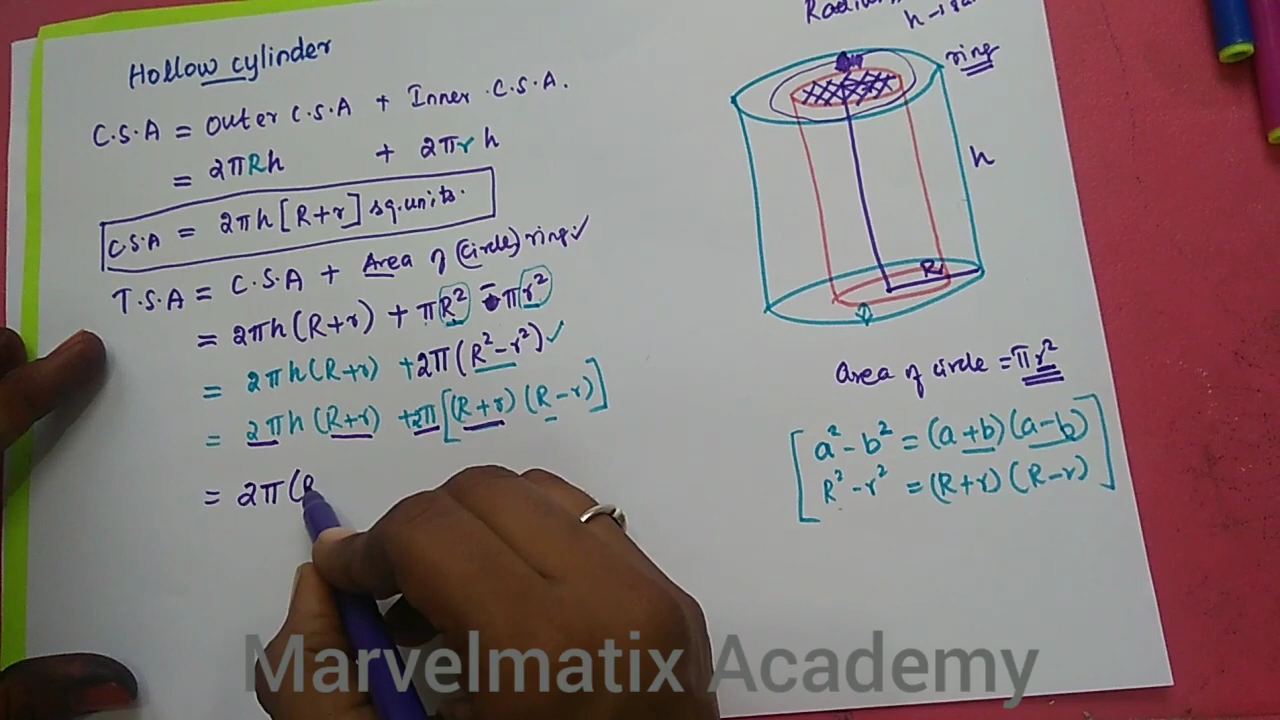 Hollow cylinder
C.S.A = Outer C.S.A + Inner C.S.A.
= 2πRh + 2πrh
C.S.A = 2πh[R+r] sq.units.
T.S.A = C.S.A + Area of (circle) ring ✓
= 2πh(R+r) + πR² - πr²
= 2πh(R+r) + 2π(R²-r²) ✓
= 2πh(R+r) + 2π[(R+r)(R-r)]
= 2π(R
h →
ring
h
R
area of circle = πr²
[a²-b² = (a+b)(a-b)
R²-r² = (R+r)(R-r)]
Marvelmatix Academy